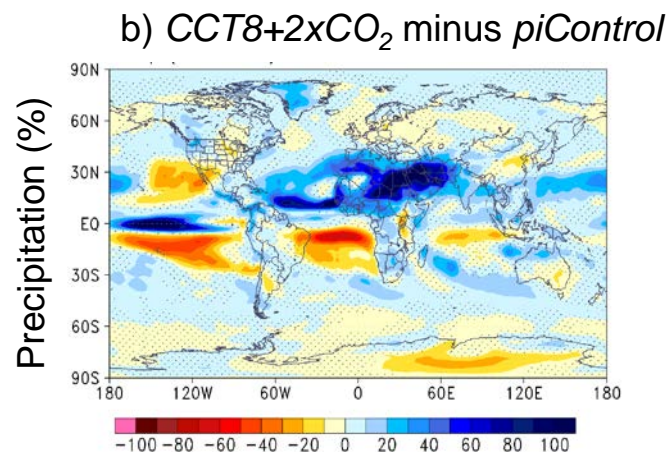 b) CCT8+2xCO₂ minus piControl
Precipitation (%)
90N
60N
30N
EQ
30S
60S
90S
180 120W 60W 0 60E 120E 180
-100 -80 -60 -40 -20 0 20 40 60 80 100